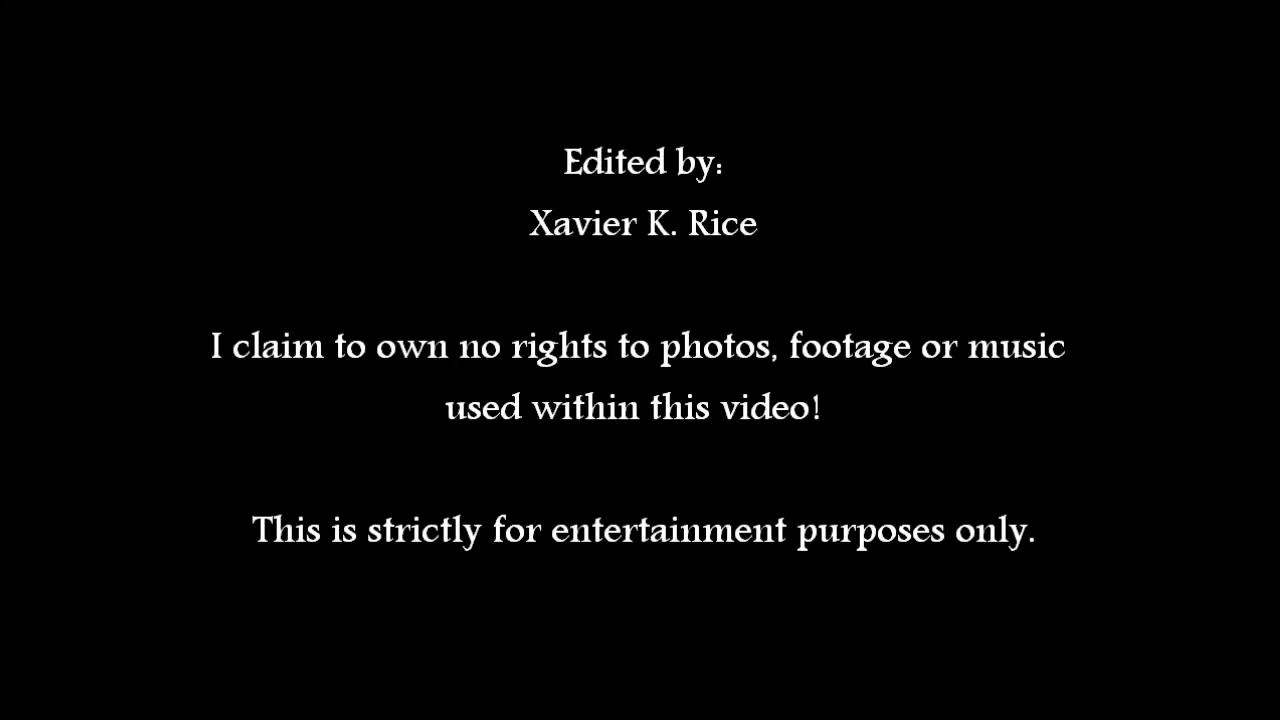 Edited by:
Xavier K. Rice
I claim to own no rights to photos, footage or music
used within this video!
This is strictly for entertainment purposes only.